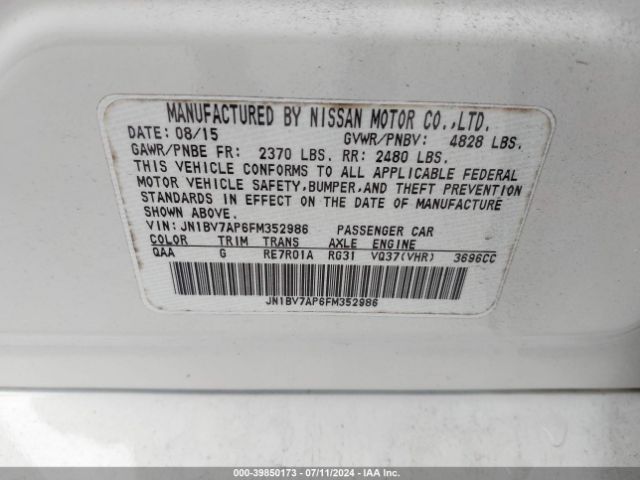 MANUFACTURED BY NISSAN MOTOR CO.,LTD.
DATE: 08/15 GVWR/PNBV: 4828 LBS.
GAWR/PNBE FR: 2370 LBS. RR: 2480 LBS.
THIS VEHICLE CONFORMS TO ALL APPLICABLE FEDERAL
MOTOR VEHICLE SAFETY,BUMPER,AND THEFT PREVENTION
STANDARDS IN EFFECT ON THE DATE OF MANUFACTURE
SHOWN ABOVE.
VIN: JN1BV7AP6FM352986 PASSENGER CAR
COLOR TRIM TRANS AXLE ENGINE
QAA G RE7R01A RG31 VQ37(VHR) 3696CC
JN1BV7AP6FM352986
000-39850173 - 07/11/2024 - IAA Inc.